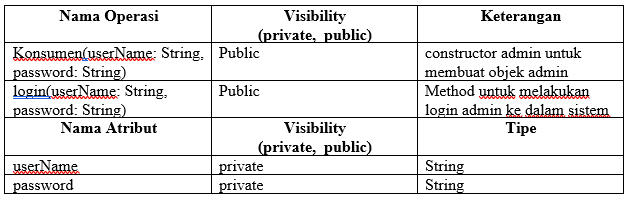 Nama Operasi
Visibility
(private, public)
Keterangan
Konsumen(userName: String,
password: String)
Public
constructor admin untuk
membuat objek admin
login(userName: String,
password: String)
Public
Method untuk melakukan
login admin ke dalam sistem
Nama Atribut
Visibility
(private, public)
Tipe
userName
private
String
password
private
String